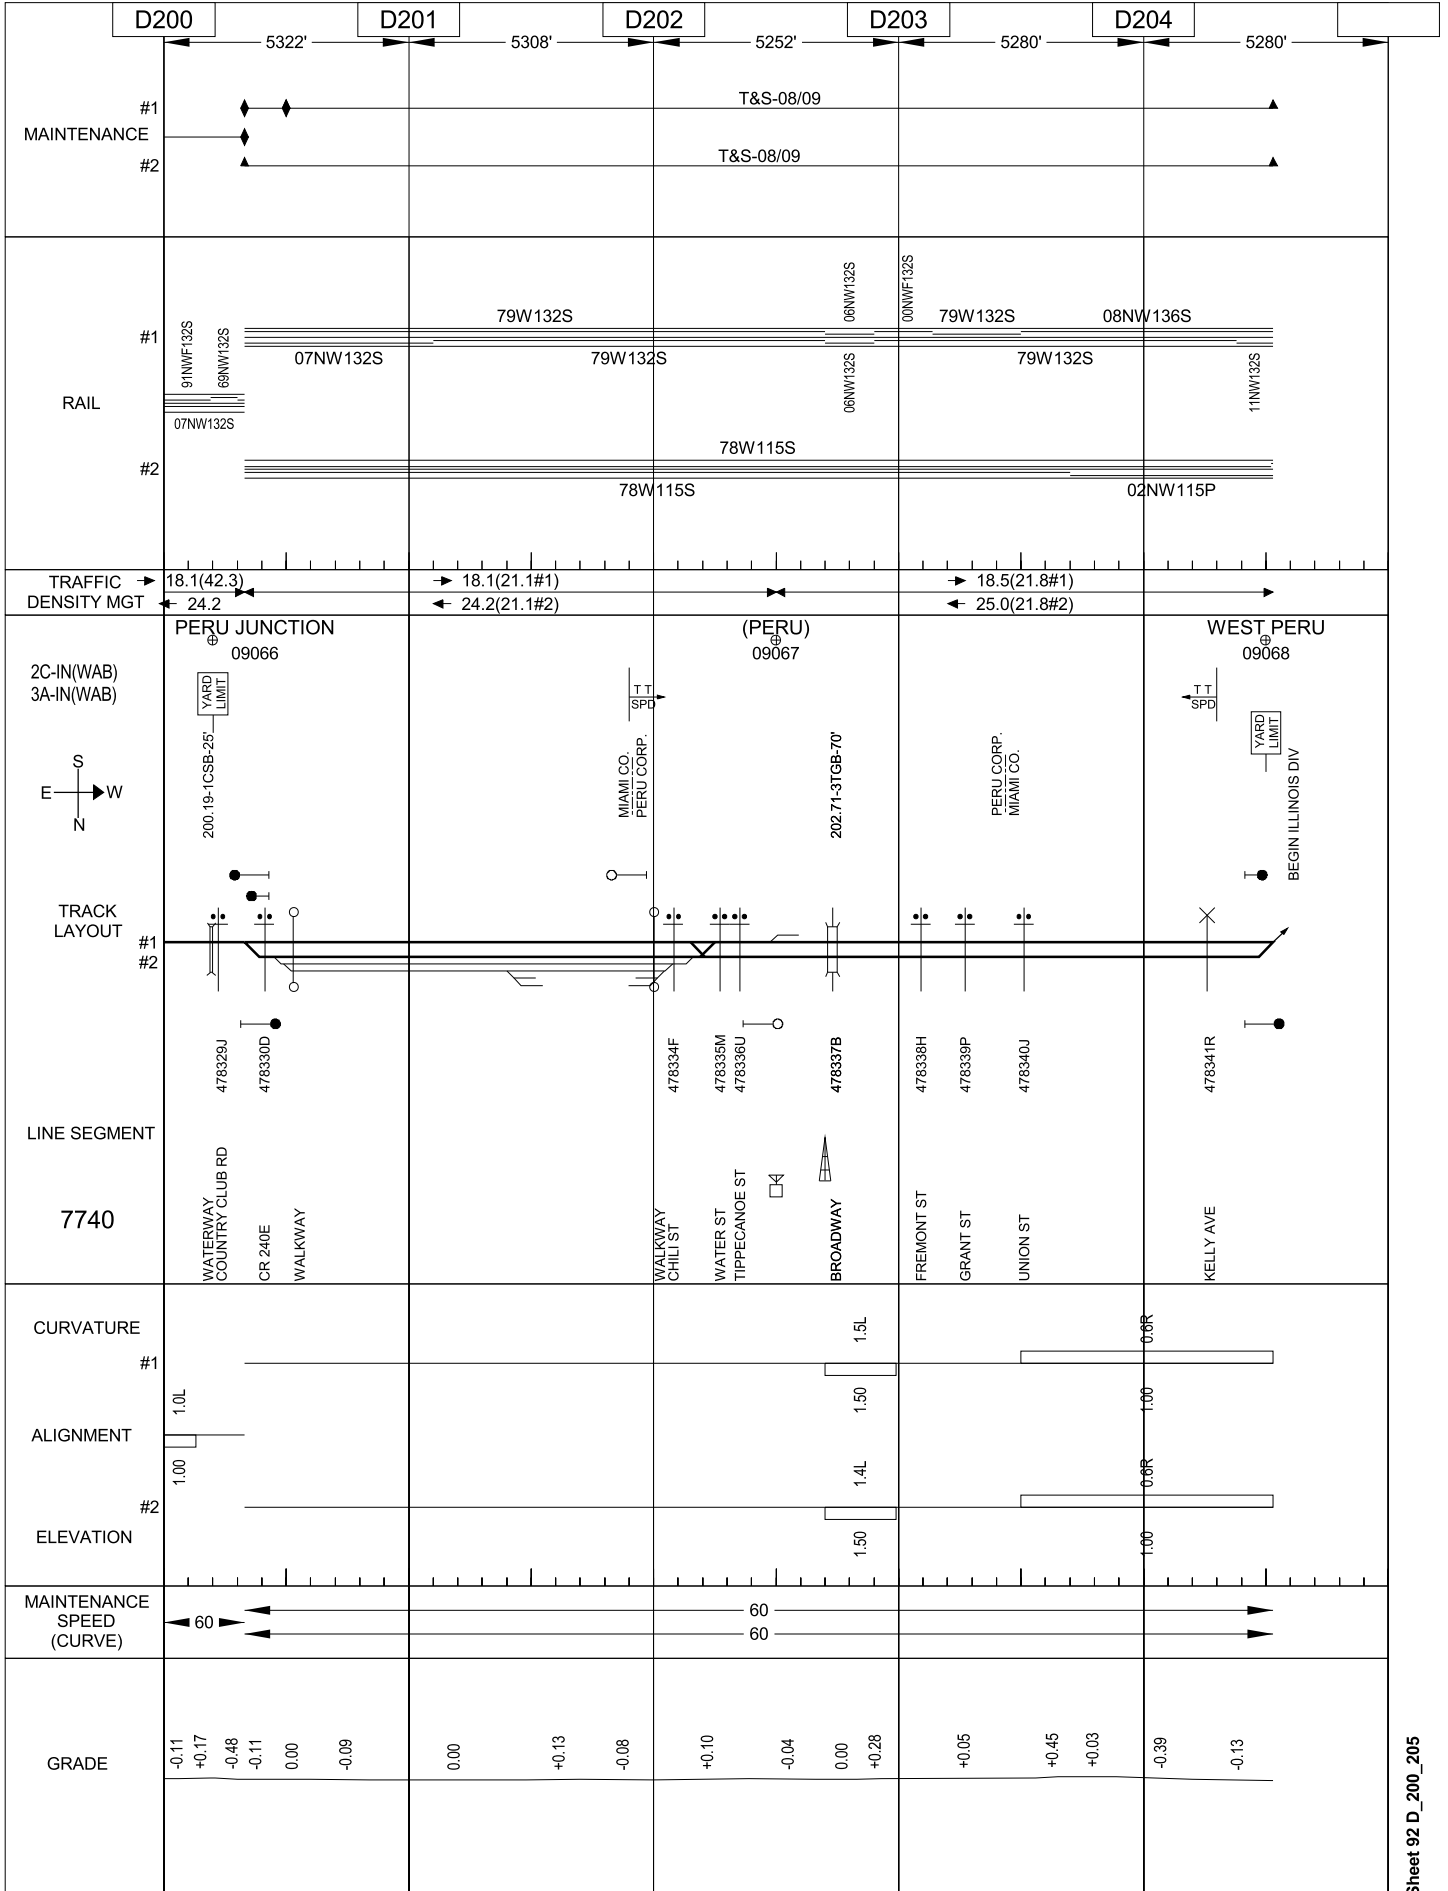 D200 D201 D202 D203 D204
5322' 5308' 5252' 5280' 5280'
#1 T&S-08/09
MAINTENANCE
#2 T&S-08/09
06NW132S 00NWF132S
79W132S 79W132S 08NW136S
#1 91NWF132S 69NW132S
07NW132S 79W132S 79W132S
06NW132S 11NW132S
RAIL
07NW132S
78W115S
#2
78W115S 02NW115P
TRAFFIC 18.1(42.3) 18.1(21.1#1) 18.5(21.8#1)
DENSITY MGT 24.2 24.2(21.1#2) 25.0(21.8#2)
PERU JUNCTION (PERU) WEST PERU
09066 09067 09068
2C-IN(WAB)
3A-IN(WAB)
YARD
LIMIT
T T
SPD
T T
SPD
YARD
LIMIT
S
E W
N
200.19-1CSB-25'
MIAMI CO.
PERU CORP.
202.71-3TGB-70'
PERU CORP.
MIAMI CO.
BEGIN ILLINOIS DIV
TRACK
LAYOUT
#1
#2
478329J 478330D 478334F 478335M 478336U 478337B 478338H 478339P 478340J 478341R
LINE SEGMENT
7740
WATERWAY
COUNTRY CLUB RD
CR 240E
WALKWAY
WALKWAY
CHILI ST
WATER ST
TIPPECANOE ST
BROADWAY
FREMONT ST
GRANT ST
UNION ST
KELLY AVE
CURVATURE 1.5L 0.6R
#1
1.0L 1.50 1.00
ALIGNMENT
1.00 1.4L 0.6R
#2
ELEVATION 1.50 1.00
MAINTENANCE
SPEED
(CURVE)
60 60
60
GRADE -0.11 +0.17 -0.48 -0.11 0.00 -0.09 0.00 +0.13 -0.08 +0.10 -0.04 0.00 +0.28 +0.05 +0.45 +0.03 -0.39 -0.13
Sheet 92 D_200_205